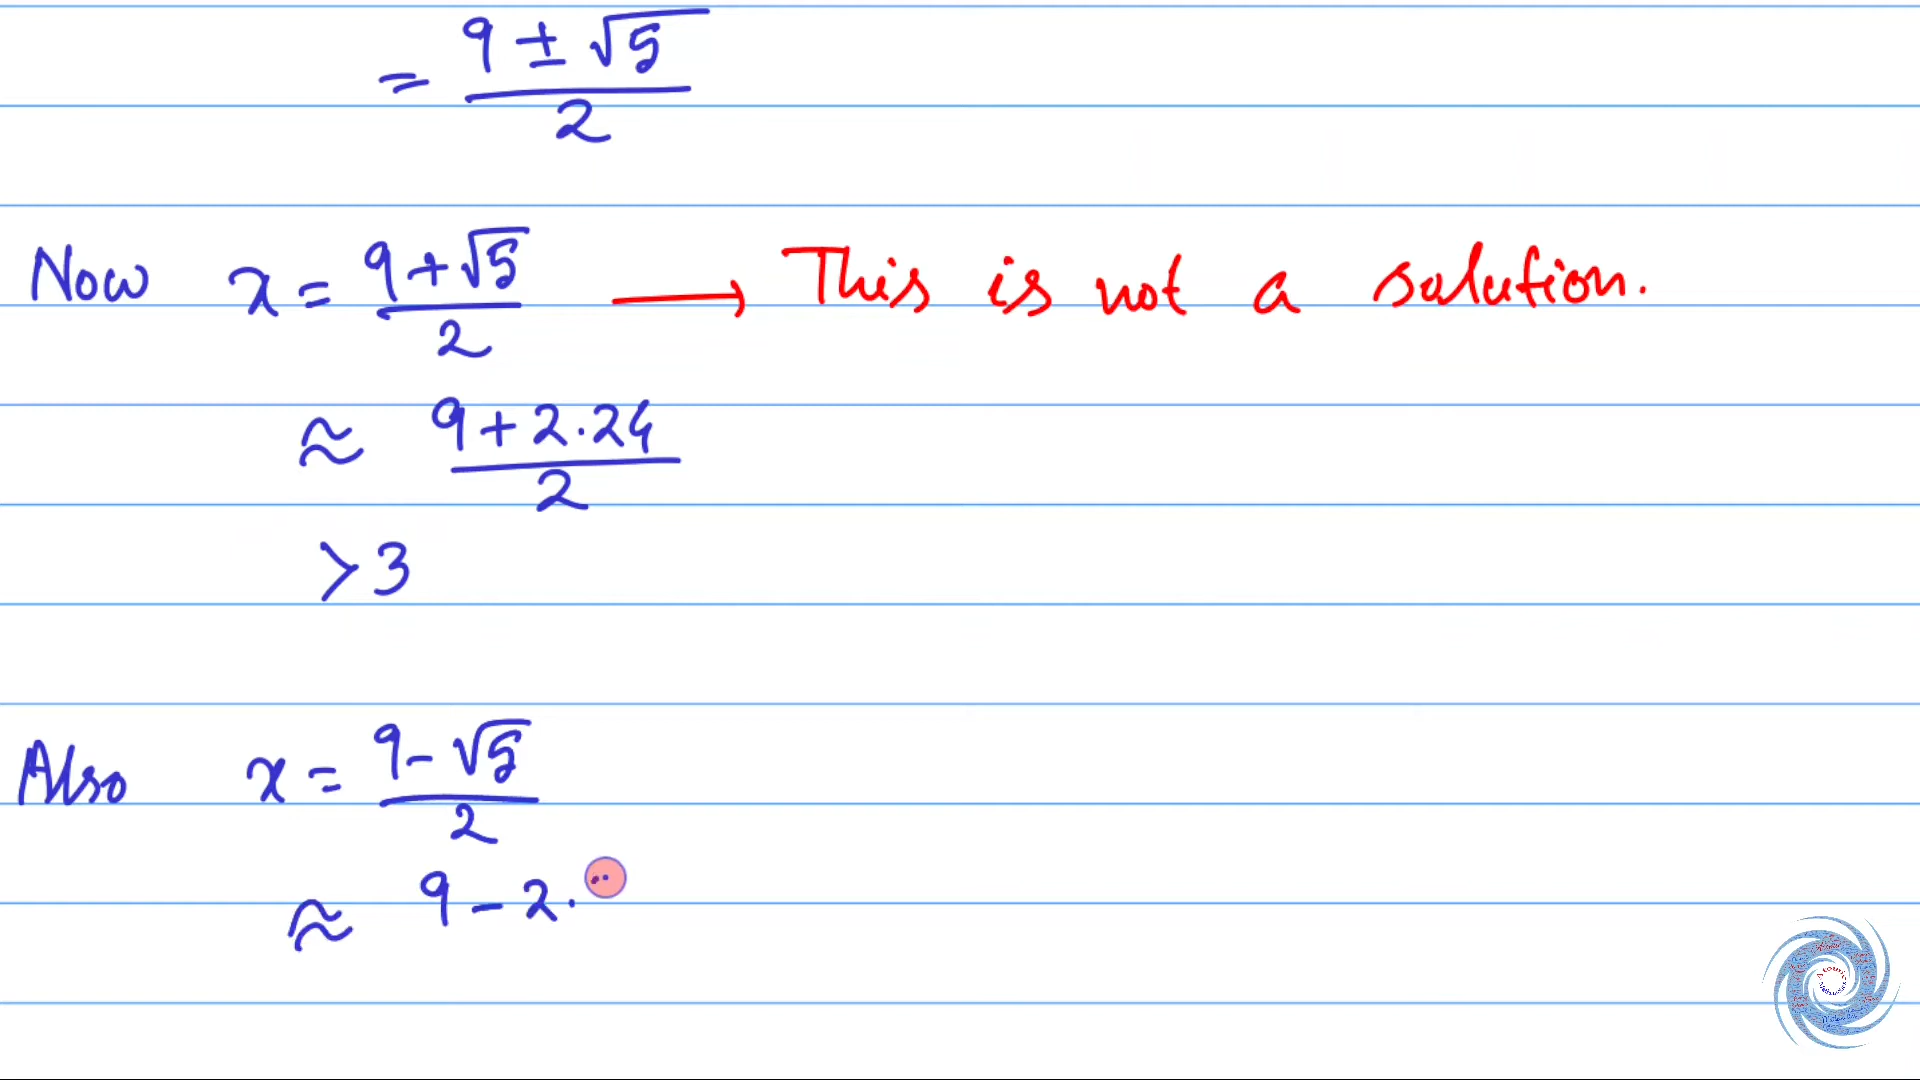 = (9 ± √5) / 2
Now x = (9 + √5) / 2 → This is not a solution.
≈ (9 + 2.24) / 2
> 3
Also x = (9 - √5) / 2
≈ 9 - 2.